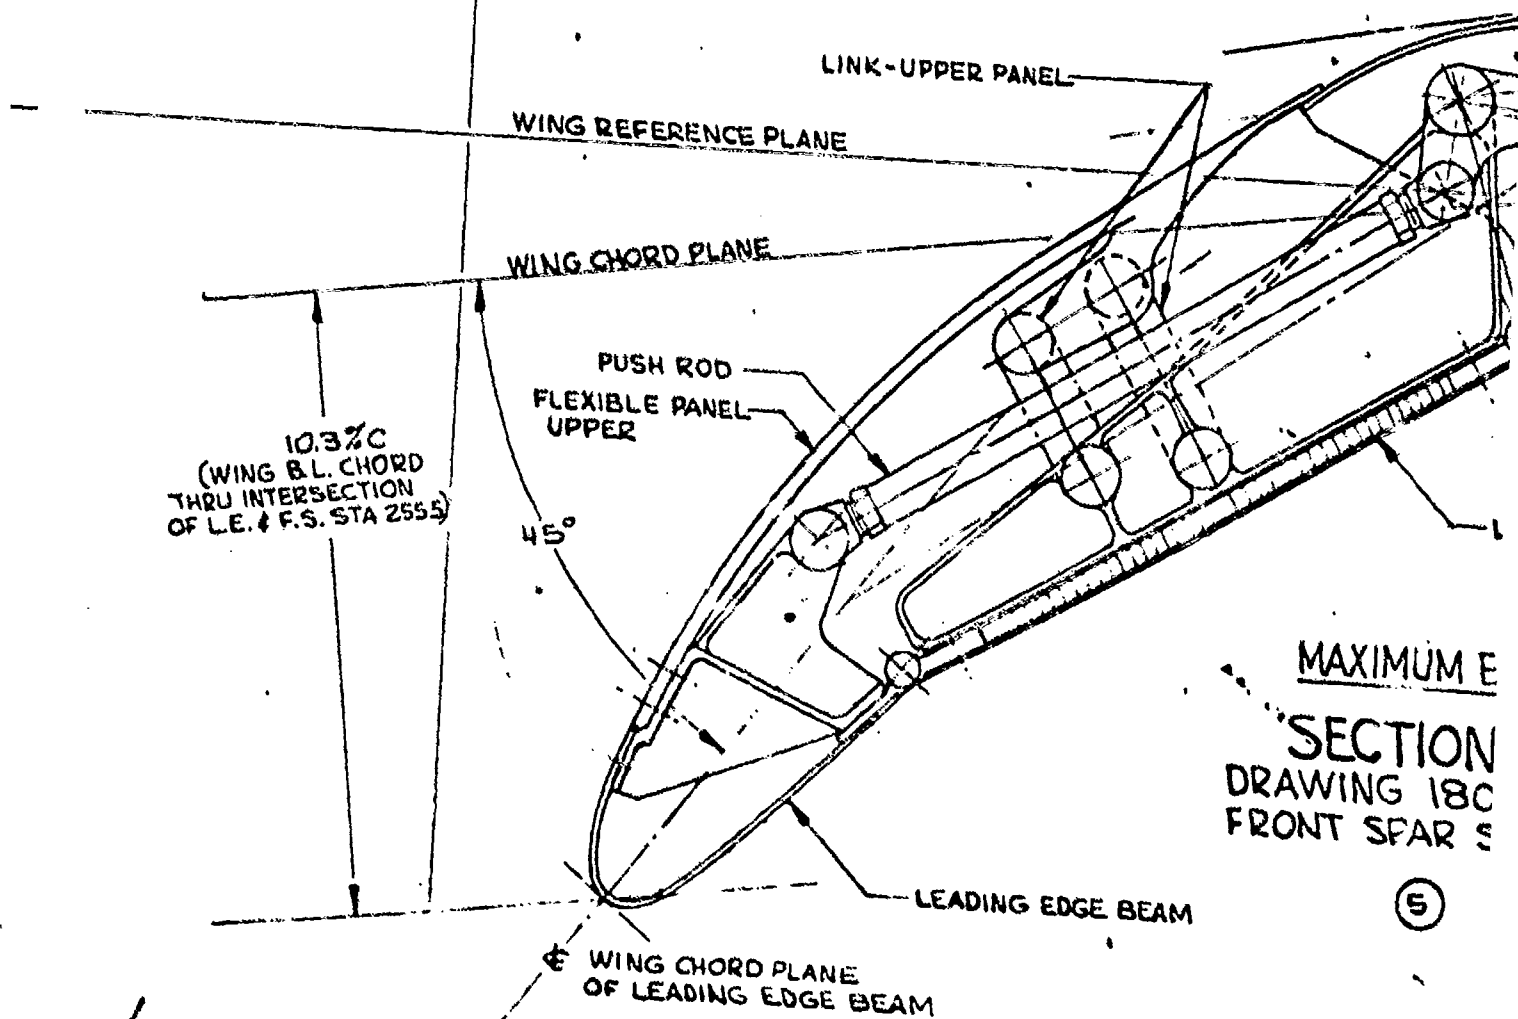 LINK-UPPER PANEL
WING REFERENCE PLANE
WING CHORD PLANE
PUSH ROD
FLEXIBLE PANEL
UPPER
10.3%C
(WING B.L. CHORD
THRU INTERSECTION
OF L.E. & F.S. STA 2555)
45°
MAXIMUM E
SECTION
DRAWING 180
FRONT SPAR S
5
LEADING EDGE BEAM
℄ WING CHORD PLANE
OF LEADING EDGE BEAM